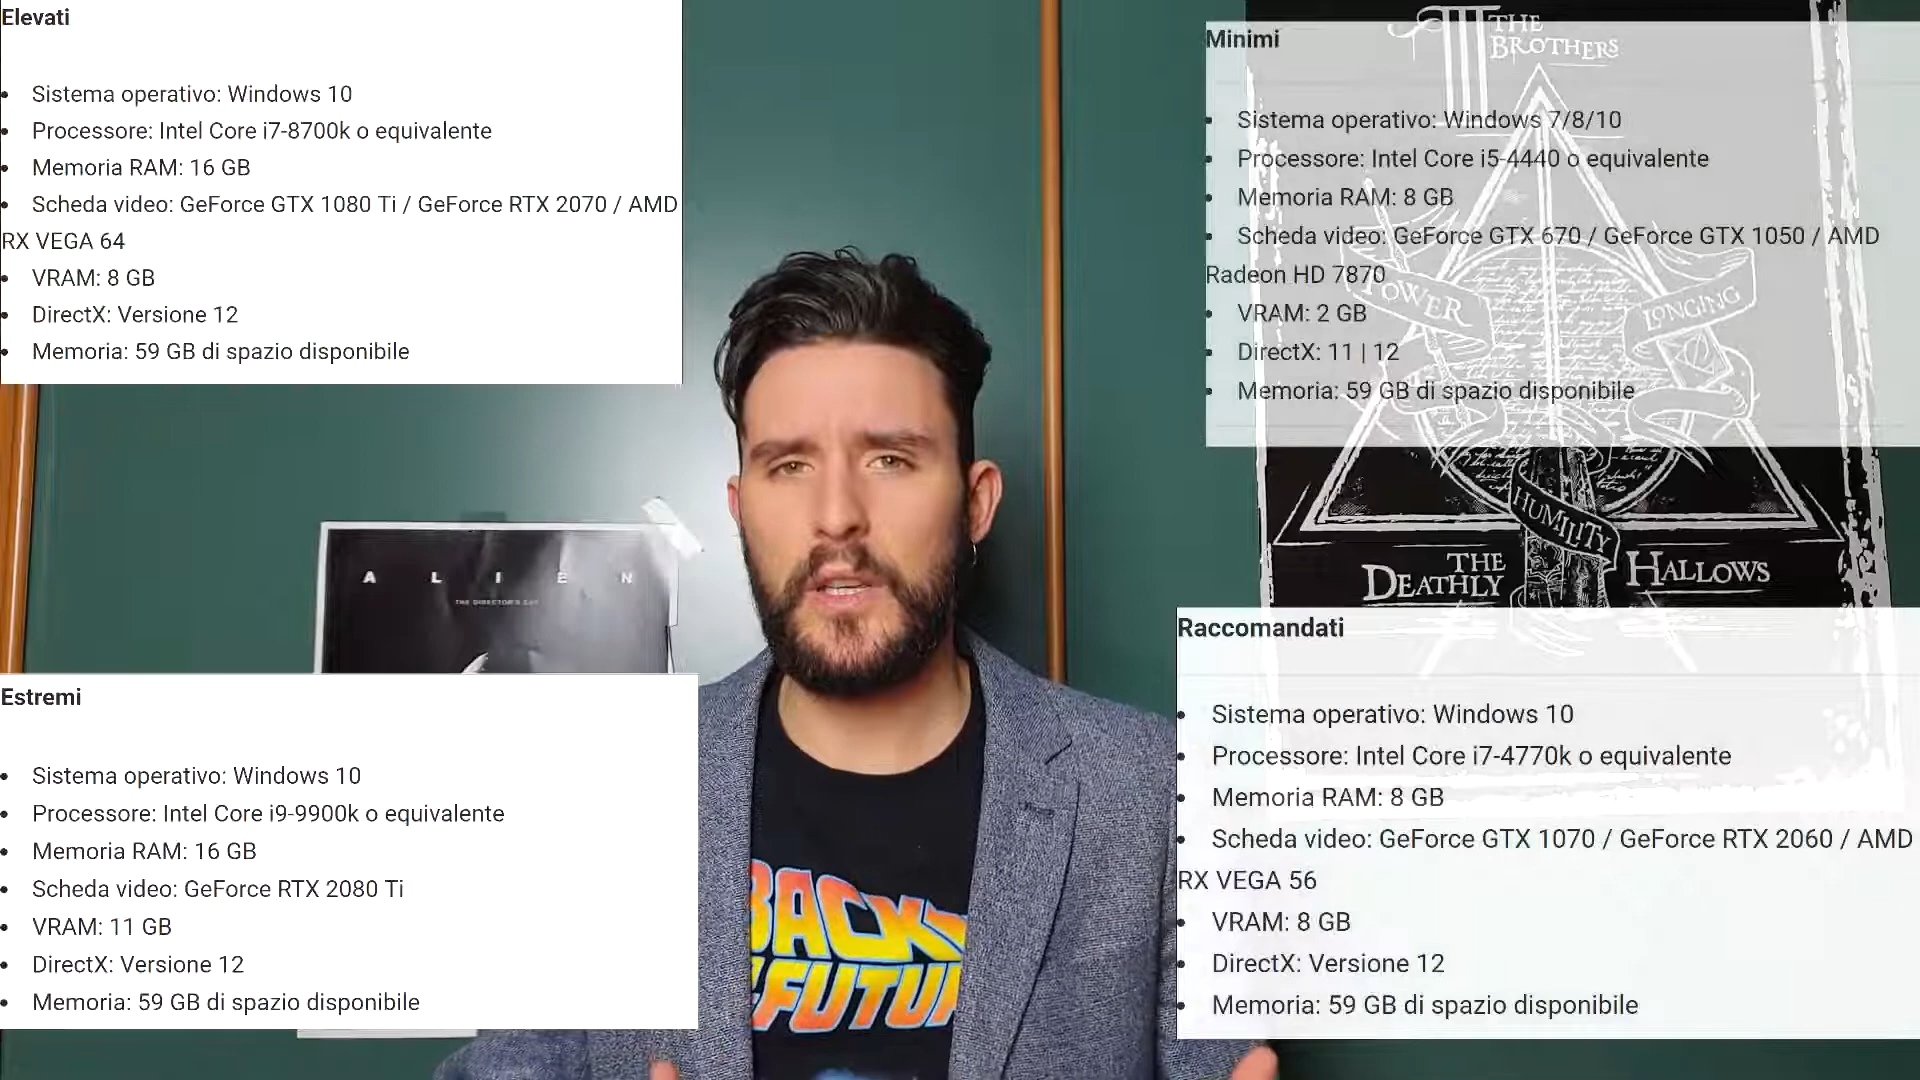 Elevati
Sistema operativo: Windows 10
Processore: Intel Core i7-8700k o equivalente
Memoria RAM: 16 GB
Scheda video: GeForce GTX 1080 Ti / GeForce RTX 2070 / AMD
RX VEGA 64
VRAM: 8 GB
DirectX: Versione 12
Memoria: 59 GB di spazio disponibile
Minimi
Sistema operativo: Windows 7/8/10
Processore: Intel Core i5-4440 o equivalente
Memoria RAM: 8 GB
Scheda video: GeForce GTX 670 / GeForce GTX 1050 / AMD
Radeon HD 7870
VRAM: 2 GB
DirectX: 11 | 12
Memoria: 59 GB di spazio disponibile
THE
BROTHERS
POWER
LONGING
HUMILITY
THE
DEATHLY HALLOWS
ALIEN
THE DIRECTOR'S CUT
Estremi
Sistema operativo: Windows 10
Processore: Intel Core i9-9900k o equivalente
Memoria RAM: 16 GB
Scheda video: GeForce RTX 2080 Ti
VRAM: 11 GB
DirectX: Versione 12
Memoria: 59 GB di spazio disponibile
Raccomandati
Sistema operativo: Windows 10
Processore: Intel Core i7-4770k o equivalente
Memoria RAM: 8 GB
Scheda video: GeForce GTX 1070 / GeForce RTX 2060 / AMD
RX VEGA 56
VRAM: 8 GB
DirectX: Versione 12
Memoria: 59 GB di spazio disponibile
BACK
FUTU